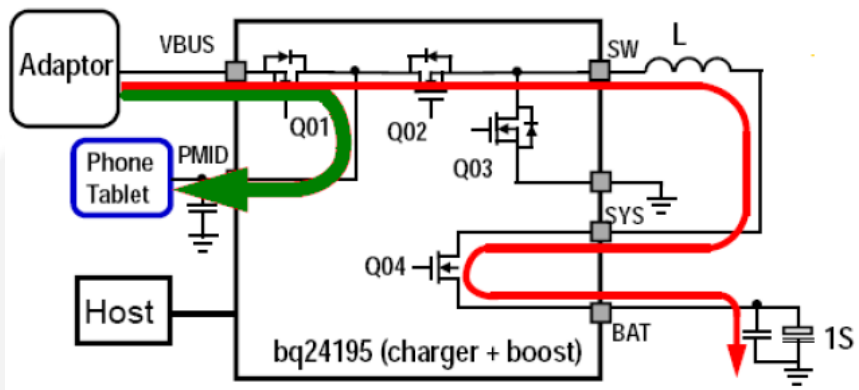 Adaptor
VBUS
SW
L
Q01
Q02
Q03
Phone
Tablet
PMID
SYS
Q04
Host
BAT
1S
bq24195 (charger + boost)